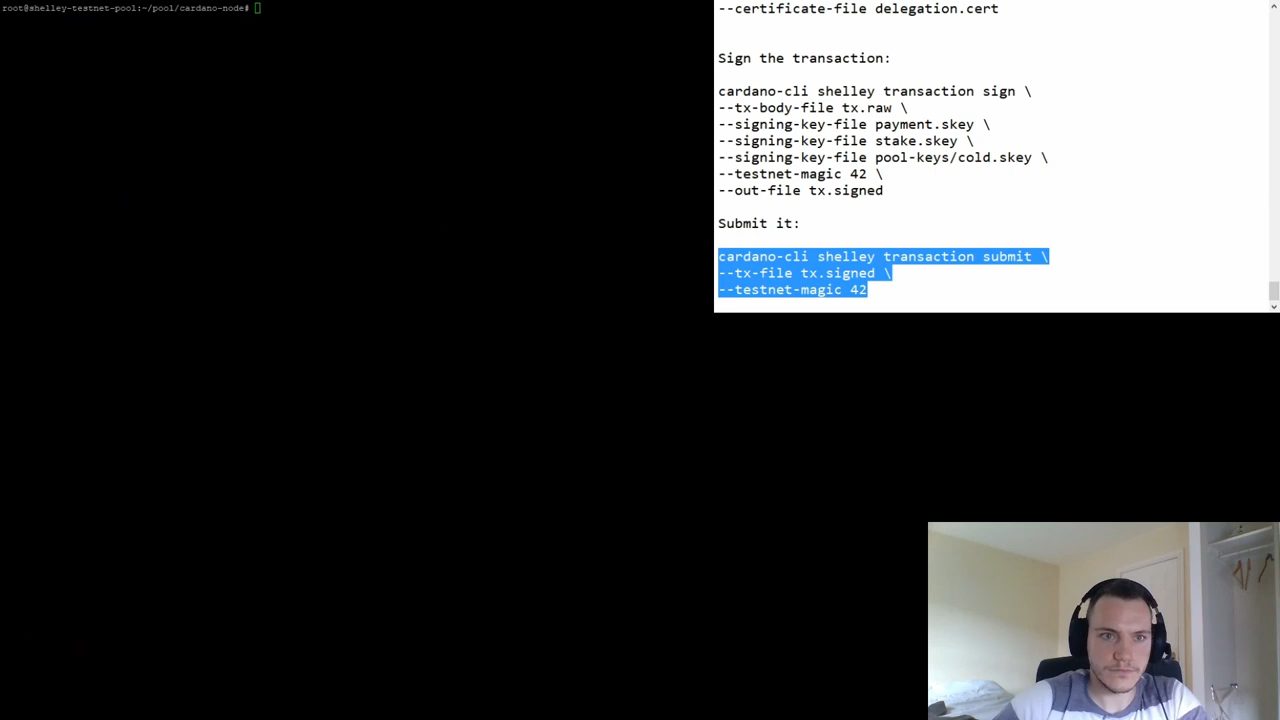 root@shelley-testnet-pool:~/pool/cardano-node#
--certificate-file delegation.cert
Sign the transaction:
cardano-cli shelley transaction sign \
--tx-body-file tx.raw \
--signing-key-file payment.skey \
--signing-key-file stake.skey \
--signing-key-file pool-keys/cold.skey \
--testnet-magic 42 \
--out-file tx.signed
Submit it:
cardano-cli shelley transaction submit \
--tx-file tx.signed \
--testnet-magic 42